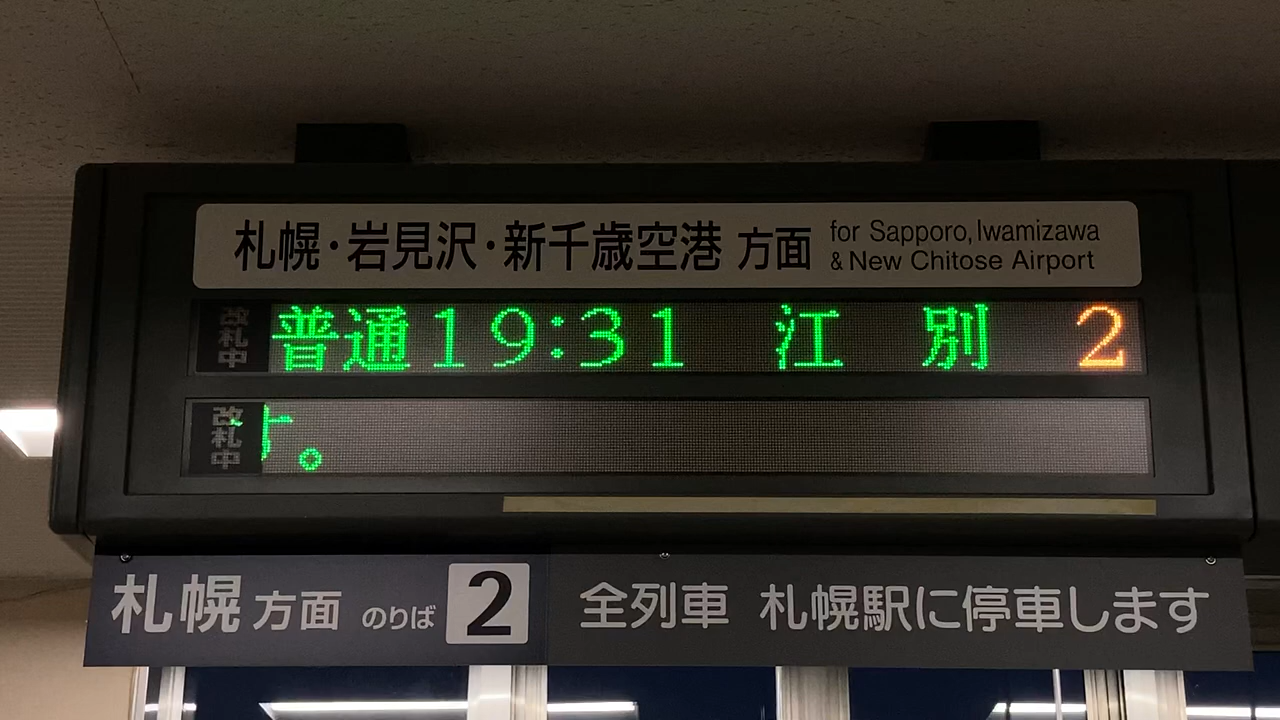 札幌・岩見沢・新千歳空港 方面 for Sapporo, Iwamizawa
& New Chitose Airport
改札中 普通19:31 江 別 2
改札中 す。
札幌 方面 のりば 2 全列車 札幌駅に停車します